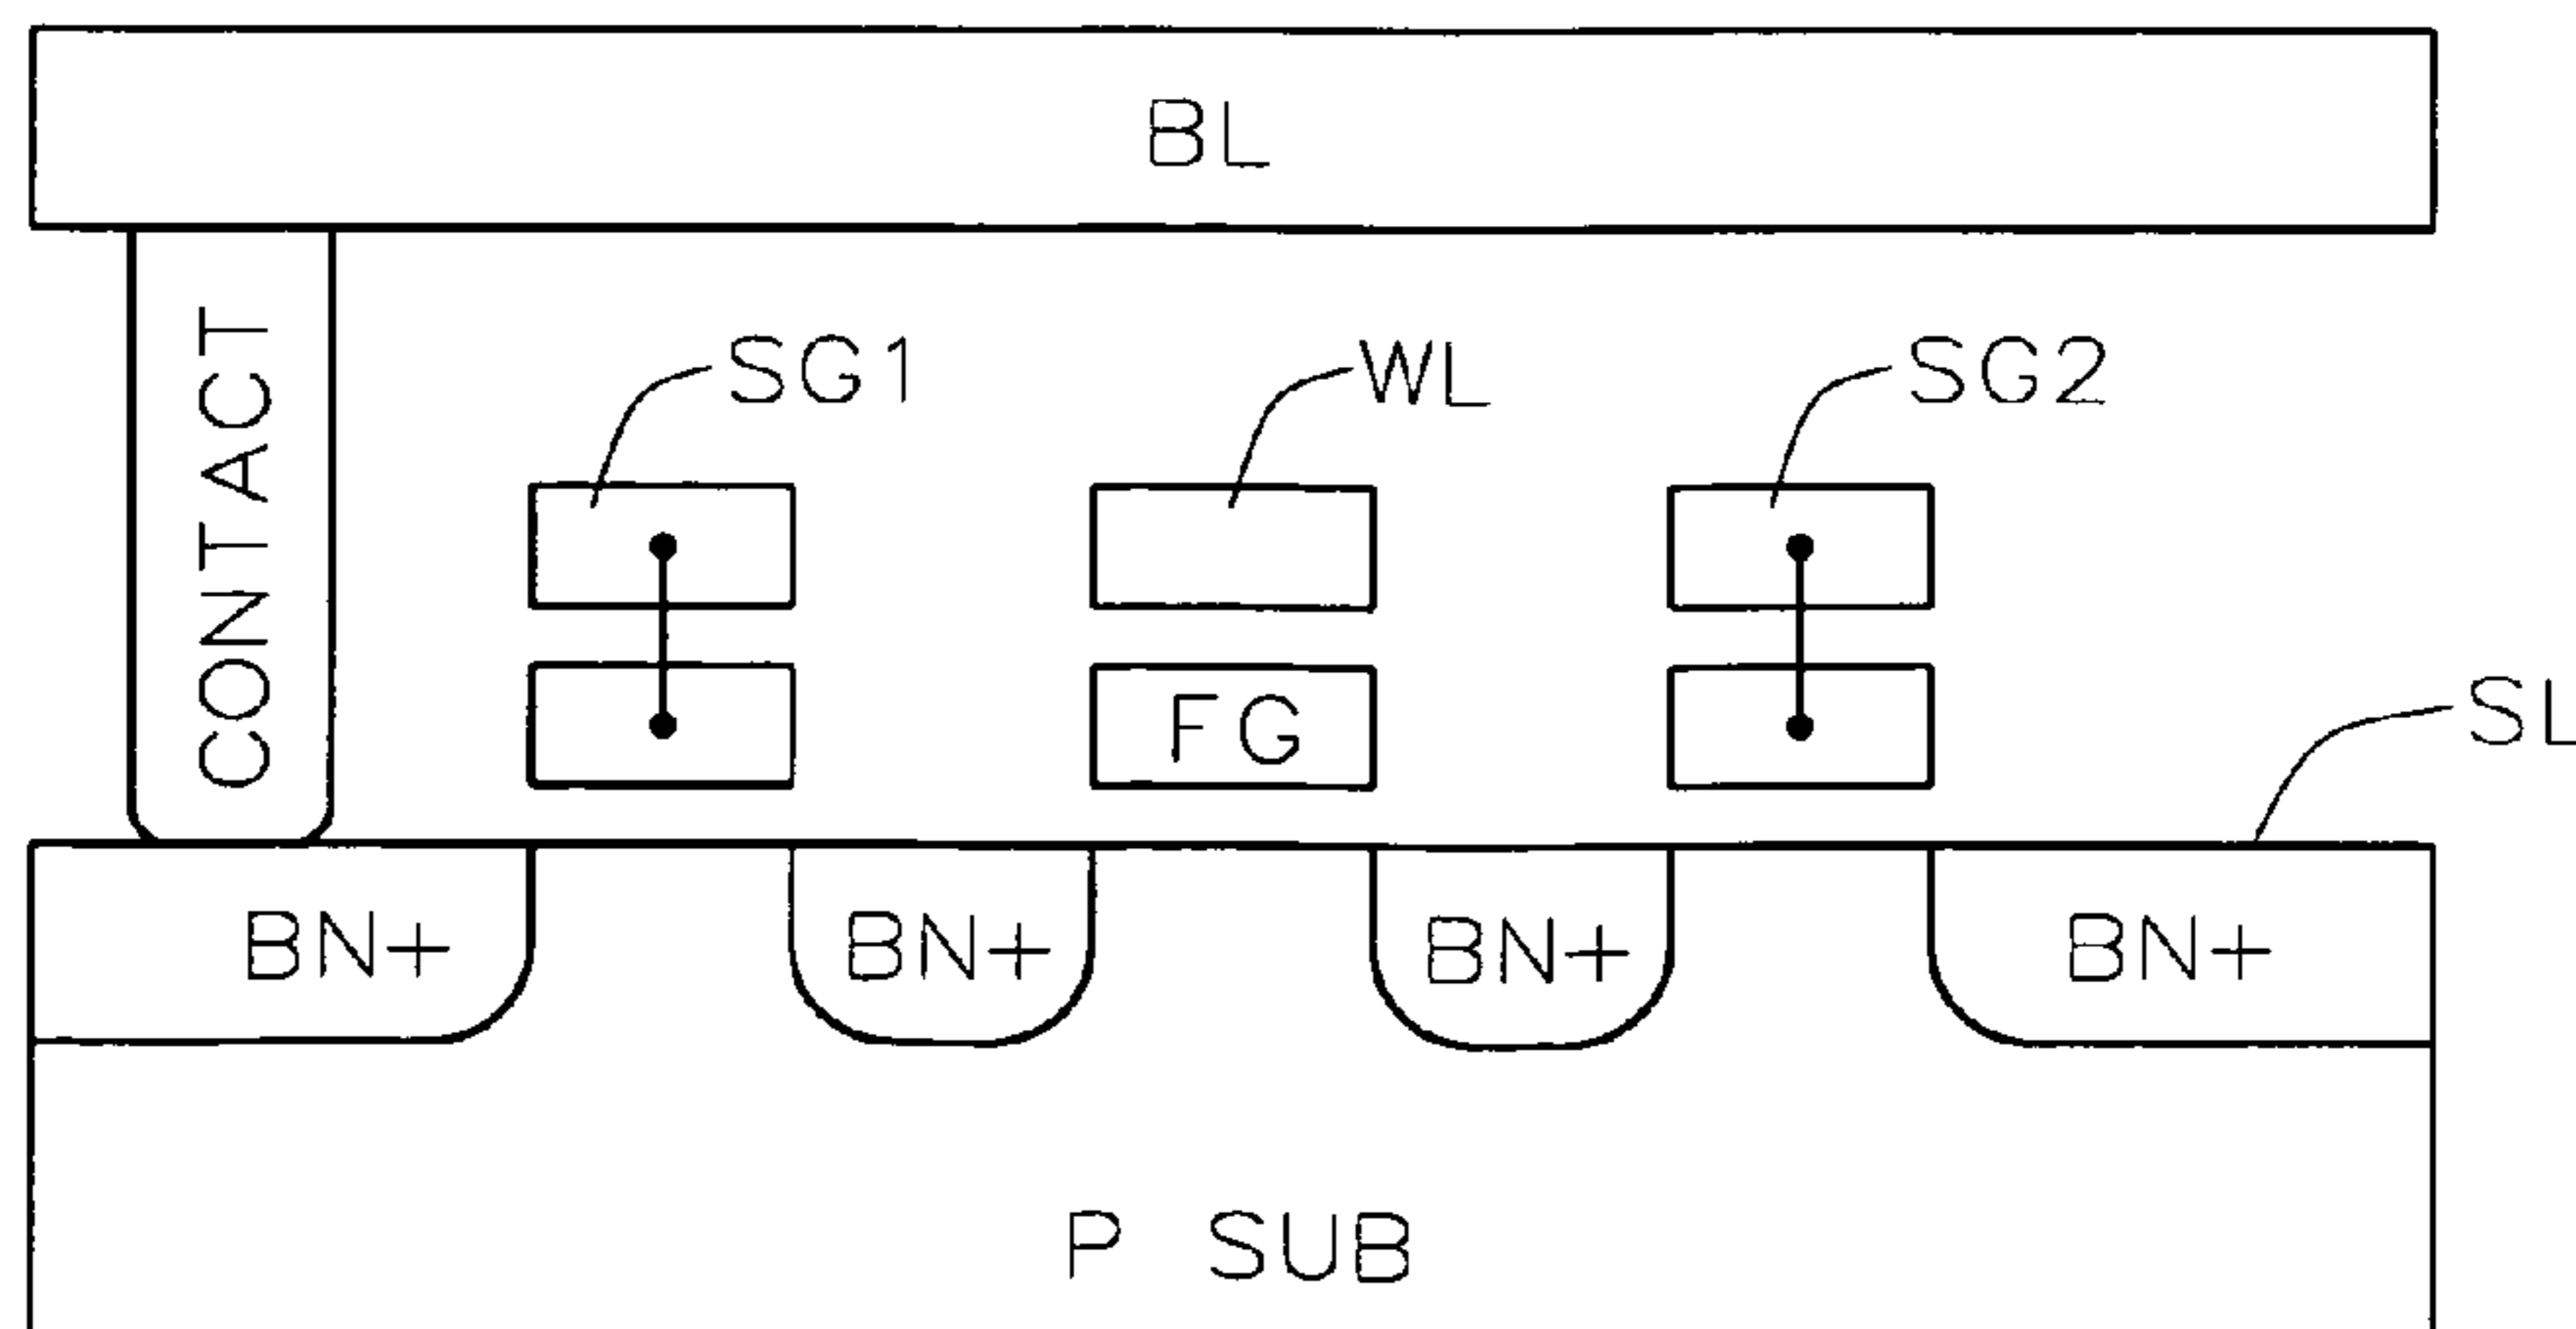 BL
CONTACT
SG1
WL
SG2
FG
SL
BN+
BN+
BN+
BN+
P SUB